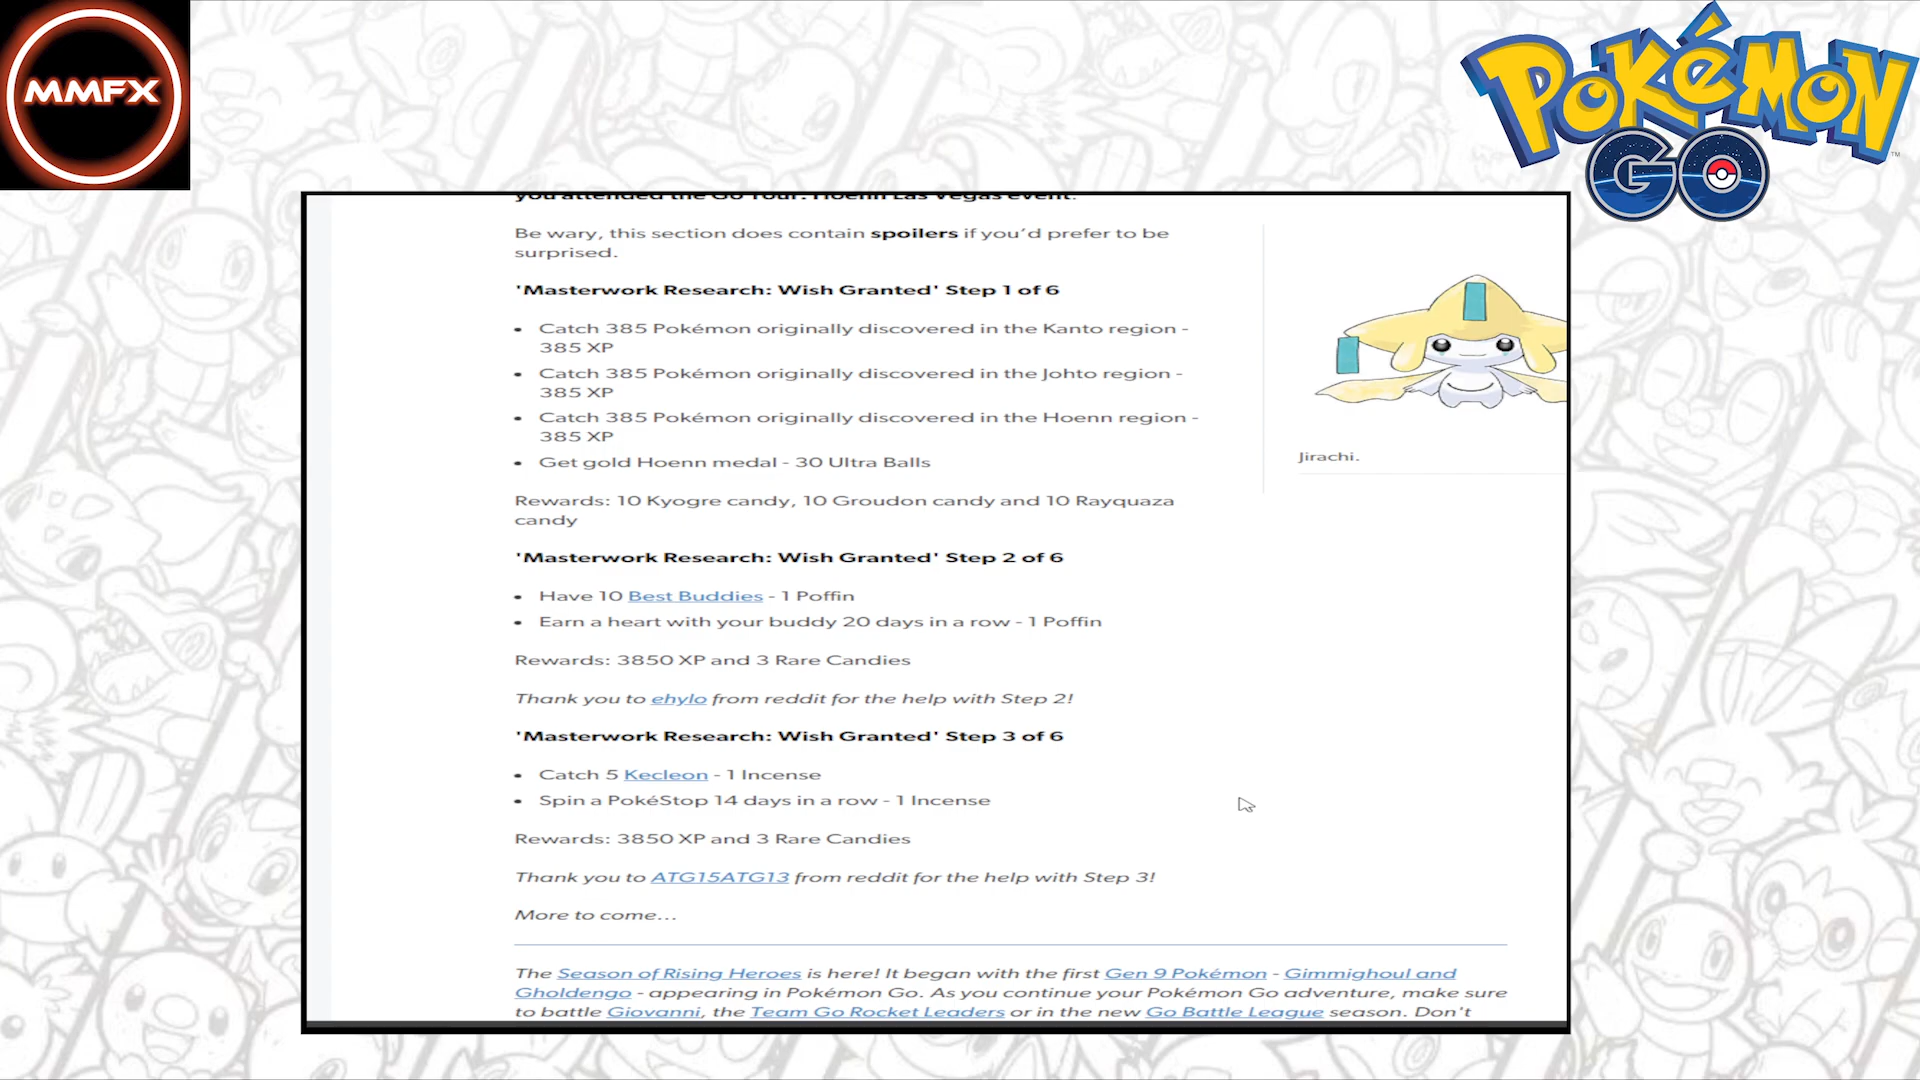 MMFX
POKÉMON
GO
TM
you attended the Go Tour: Hoenn Las Vegas event.
Be wary, this section does contain spoilers if you'd prefer to be
surprised.
'Masterwork Research: Wish Granted' Step 1 of 6
• Catch 385 Pokémon originally discovered in the Kanto region -
385 XP
• Catch 385 Pokémon originally discovered in the Johto region -
385 XP
• Catch 385 Pokémon originally discovered in the Hoenn region -
385 XP
• Get gold Hoenn medal - 30 Ultra Balls
Jirachi.
Rewards: 10 Kyogre candy, 10 Groudon candy and 10 Rayquaza
candy
'Masterwork Research: Wish Granted' Step 2 of 6
• Have 10 Best Buddies - 1 Poffin
• Earn a heart with your buddy 20 days in a row - 1 Poffin
Rewards: 3850 XP and 3 Rare Candies
Thank you to ehylo from reddit for the help with Step 2!
'Masterwork Research: Wish Granted' Step 3 of 6
• Catch 5 Kecleon - 1 Incense
• Spin a PokéStop 14 days in a row - 1 Incense
Rewards: 3850 XP and 3 Rare Candies
Thank you to ATG15ATG13 from reddit for the help with Step 3!
More to come...
The Season of Rising Heroes is here! It began with the first Gen 9 Pokémon - Gimmighoul and
Gholdengo - appearing in Pokémon Go. As you continue your Pokémon Go adventure, make sure
to battle Giovanni, the Team Go Rocket Leaders or in the new Go Battle League season. Don't